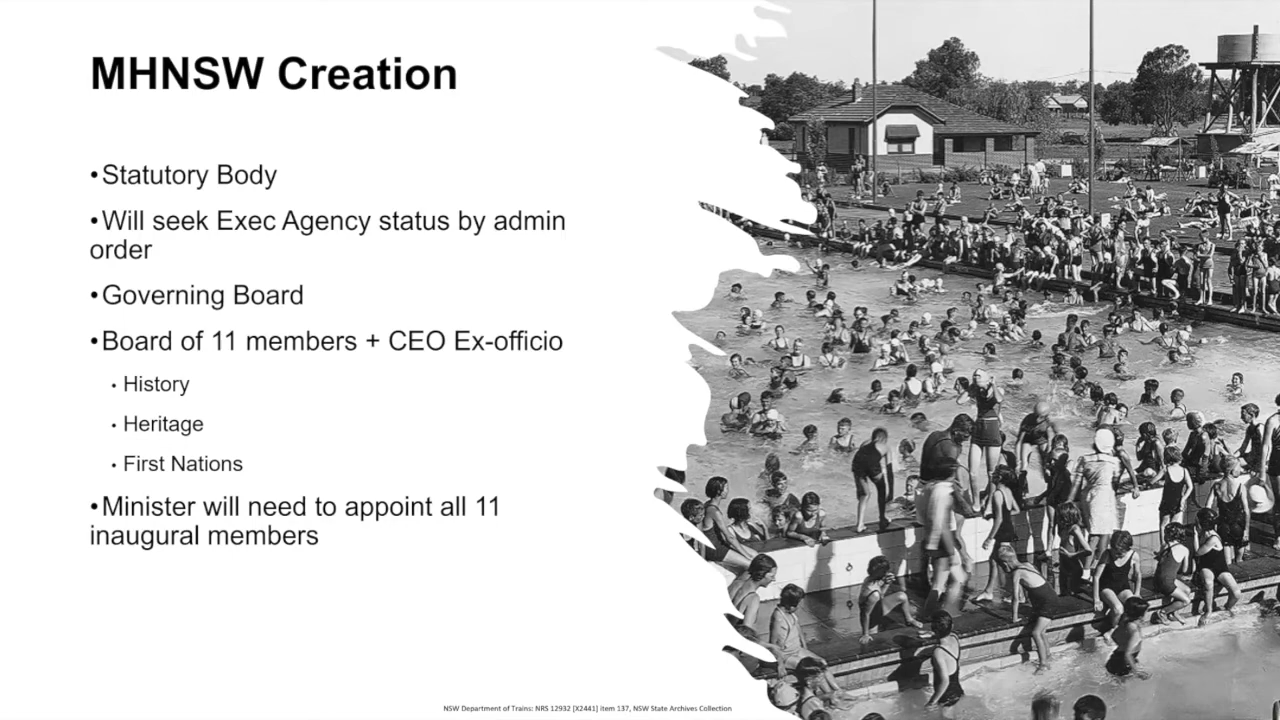 MHNSW Creation
•Statutory Body
•Will seek Exec Agency status by admin
order
•Governing Board
•Board of 11 members + CEO Ex-officio
• History
• Heritage
• First Nations
•Minister will need to appoint all 11
inaugural members
NSW Department of Trains: NRS 12932 [X2441] item 137, NSW State Archives Collection